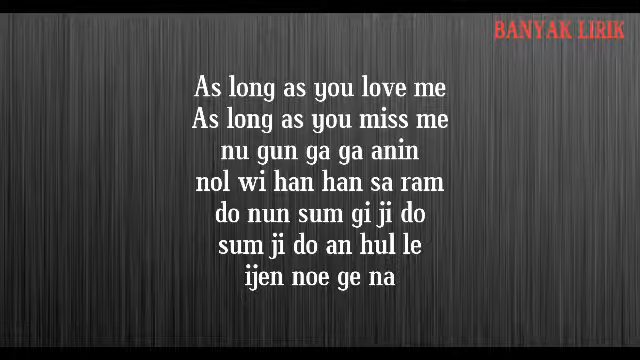 BANYAK LIRIK
As long as you love me
As long as you miss me
nu gun ga ga anin
nol wi han han sa ram
do nun sum gi ji do
sum ji do an hul le
ijen noe ge na